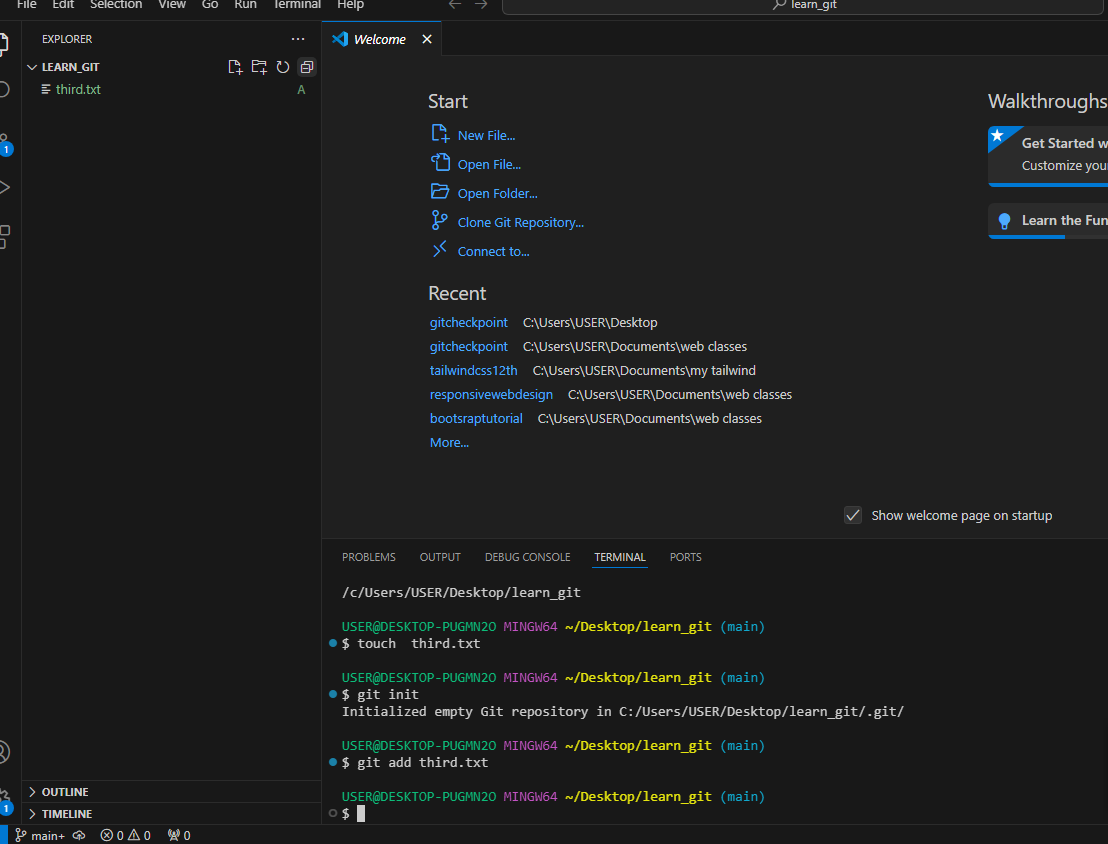 File Edit Selection View Go Run Terminal Help
learn_git
EXPLORER
LEARN_GIT
third.txt A
1
1
OUTLINE
TIMELINE
Welcome
Start
New File...
Open File...
Open Folder...
Clone Git Repository...
Connect to...
Recent
gitcheckpoint C:\Users\USER\Desktop
gitcheckpoint C:\Users\USER\Documents\web classes
tailwindcss12th C:\Users\USER\Documents\my tailwind
responsivewebdesign C:\Users\USER\Documents\web classes
bootsraptutorial C:\Users\USER\Documents\web classes
More...
Walkthroughs
Get Started
Customize
Learn the
Show welcome page on startup
PROBLEMS OUTPUT DEBUG CONSOLE TERMINAL PORTS
/c/Users/USER/Desktop/learn_git
USER@DESKTOP-PUGMN2O MINGW64 ~/Desktop/learn_git (main)
$ touch  third.txt
USER@DESKTOP-PUGMN2O MINGW64 ~/Desktop/learn_git (main)
$ git init
Initialized empty Git repository in C:/Users/USER/Desktop/learn_git/.git/
USER@DESKTOP-PUGMN2O MINGW64 ~/Desktop/learn_git (main)
$ git add third.txt
USER@DESKTOP-PUGMN2O MINGW64 ~/Desktop/learn_git (main)
$
main+ 0 0 0